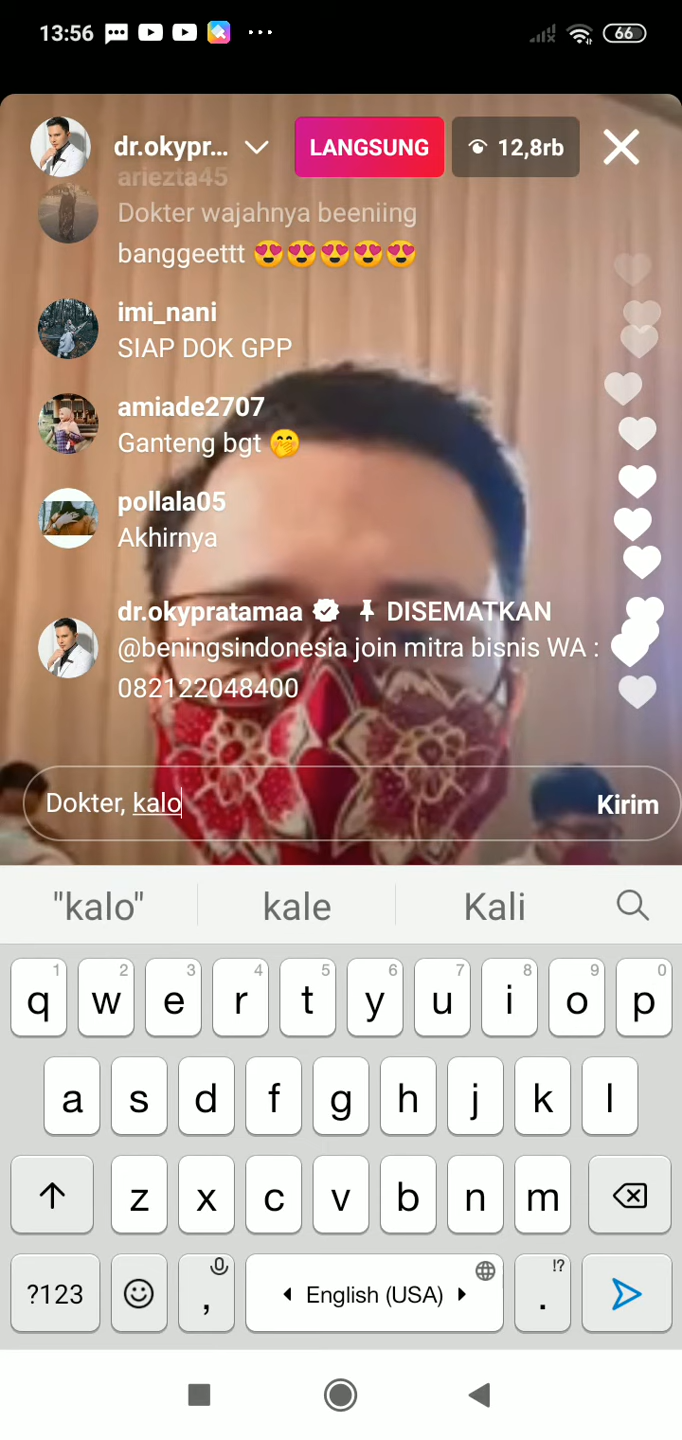 13:56
66
dr.okypr...
LANGSUNG
12,8rb
ariezta45
Dokter wajahnya beeniing
banggeettt 😍😍😍😍😍
imi_nani
SIAP DOK GPP
amiade2707
Ganteng bgt 🤭
pollala05
Akhirnya
dr.okypratamaa DISEMATKAN
@beningsindonesia join mitra bisnis WA :
082122048400
Dokter, kalo
Kirim
"kalo" kale Kali
1 2 3 4 5 6 7 8 9 0
q w e r t y u i o p
a s d f g h j k l
z x c v b n m
?123 , English (USA) . !?